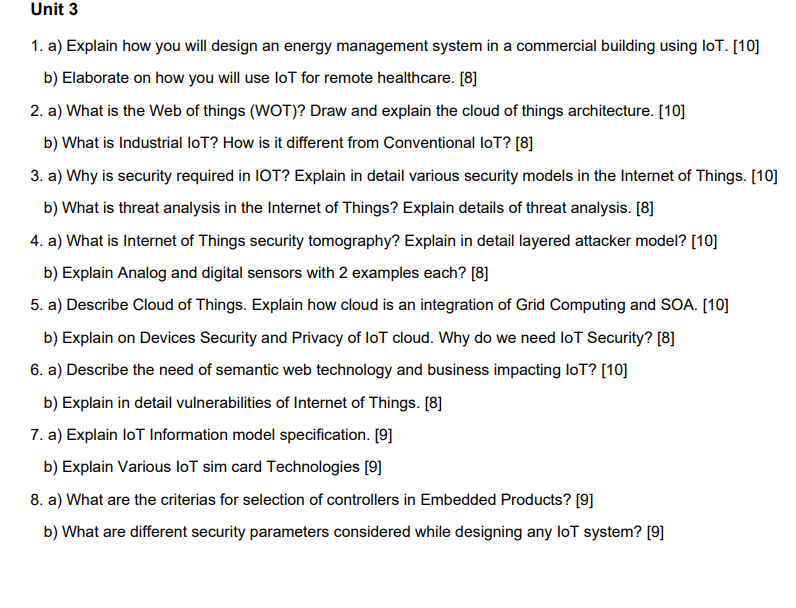 Unit 3
1. a) Explain how you will design an energy management system in a commercial building using IoT. [10]
b) Elaborate on how you will use IoT for remote healthcare. [8]
2. a) What is the Web of things (WOT)? Draw and explain the cloud of things architecture. [10]
b) What is Industrial IoT? How is it different from Conventional IoT? [8]
3. a) Why is security required in IOT? Explain in detail various security models in the Internet of Things. [10]
b) What is threat analysis in the Internet of Things? Explain details of threat analysis. [8]
4. a) What is Internet of Things security tomography? Explain in detail layered attacker model? [10]
b) Explain Analog and digital sensors with 2 examples each? [8]
5. a) Describe Cloud of Things. Explain how cloud is an integration of Grid Computing and SOA. [10]
b) Explain on Devices Security and Privacy of IoT cloud. Why do we need IoT Security? [8]
6. a) Describe the need of semantic web technology and business impacting IoT? [10]
b) Explain in detail vulnerabilities of Internet of Things. [8]
7. a) Explain IoT Information model specification. [9]
b) Explain Various IoT sim card Technologies [9]
8. a) What are the criterias for selection of controllers in Embedded Products? [9]
b) What are different security parameters considered while designing any IoT system? [9]